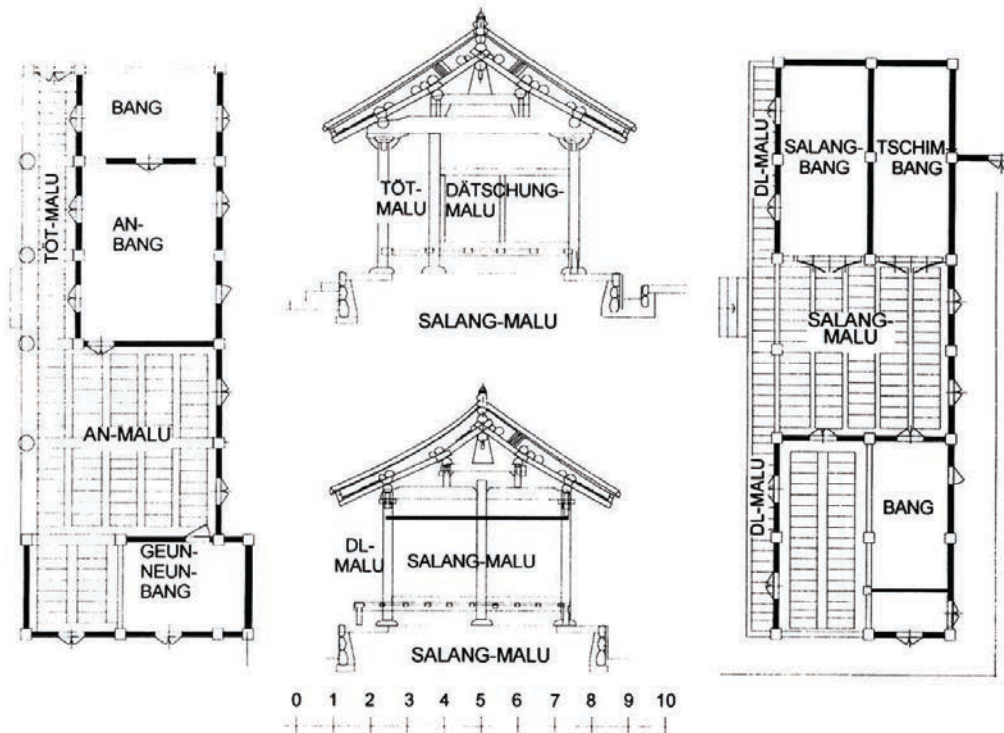 BANG
TÖT-MALU
AN-
BANG
AN-MALU
GEUN-
NEUN-
BANG
TÖT-
MALU
DÄTSCHUNG-
MALU
SALANG-MALU
DL-
MALU
SALANG-MALU
SALANG-MALU
0 1 2 3 4 5 6 7 8 9 10
DL-MALU
SALANG-
BANG
TSCHIM-
BANG
SALANG-
MALU
DL-MALU
BANG